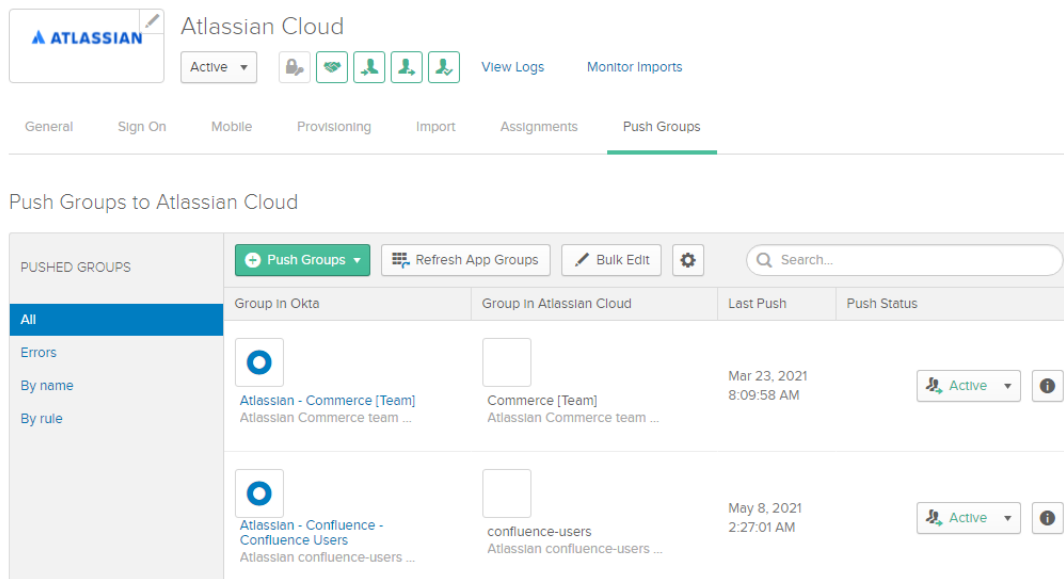 ATLASSIAN
Atlassian Cloud
Active
View Logs
Monitor Imports
General
Sign On
Mobile
Provisioning
Import
Assignments
Push Groups
Push Groups to Atlassian Cloud
PUSHED GROUPS
All
Errors
By name
By rule
Push Groups
Refresh App Groups
Bulk Edit
Search...
Group in Okta
Group in Atlassian Cloud
Last Push
Push Status
Atlassian - Commerce [Team]
Atlassian Commerce team ...
Commerce [Team]
Atlassian Commerce team ...
Mar 23, 2021
8:09:58 AM
Active
Atlassian - Confluence -
Confluence Users
Atlassian confluence-users ...
confluence-users
Atlassian confluence-users ...
May 8, 2021
2:27:01 AM
Active